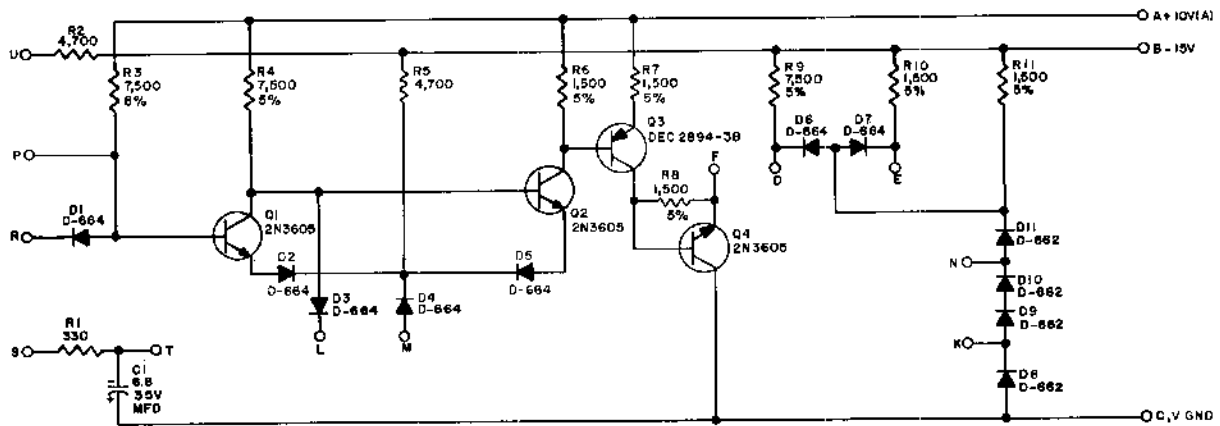 A+10V(A)
R2
4,700
U
B-15V
R3
7,500
5%
R4
7,500
5%
R5
4,700
R6
1,500
5%
R7
1,500
5%
R9
7,500
5%
R10
1,500
5%
R11
1,500
5%
Q3
DEC 2894-3B
D6
D-664
D7
D-664
P
F
D
E
R8
1,500
5%
D1
D-664
R
Q1
2N3605
Q2
2N3605
Q4
2N3605
D11
D-662
D2
D-664
D5
D-664
N
D10
D-662
D3
D-664
D4
D-664
D9
D-662
L
M
R1
330
S
T
K
C1
6.8
35V
MFD
D8
D-662
C,V GND